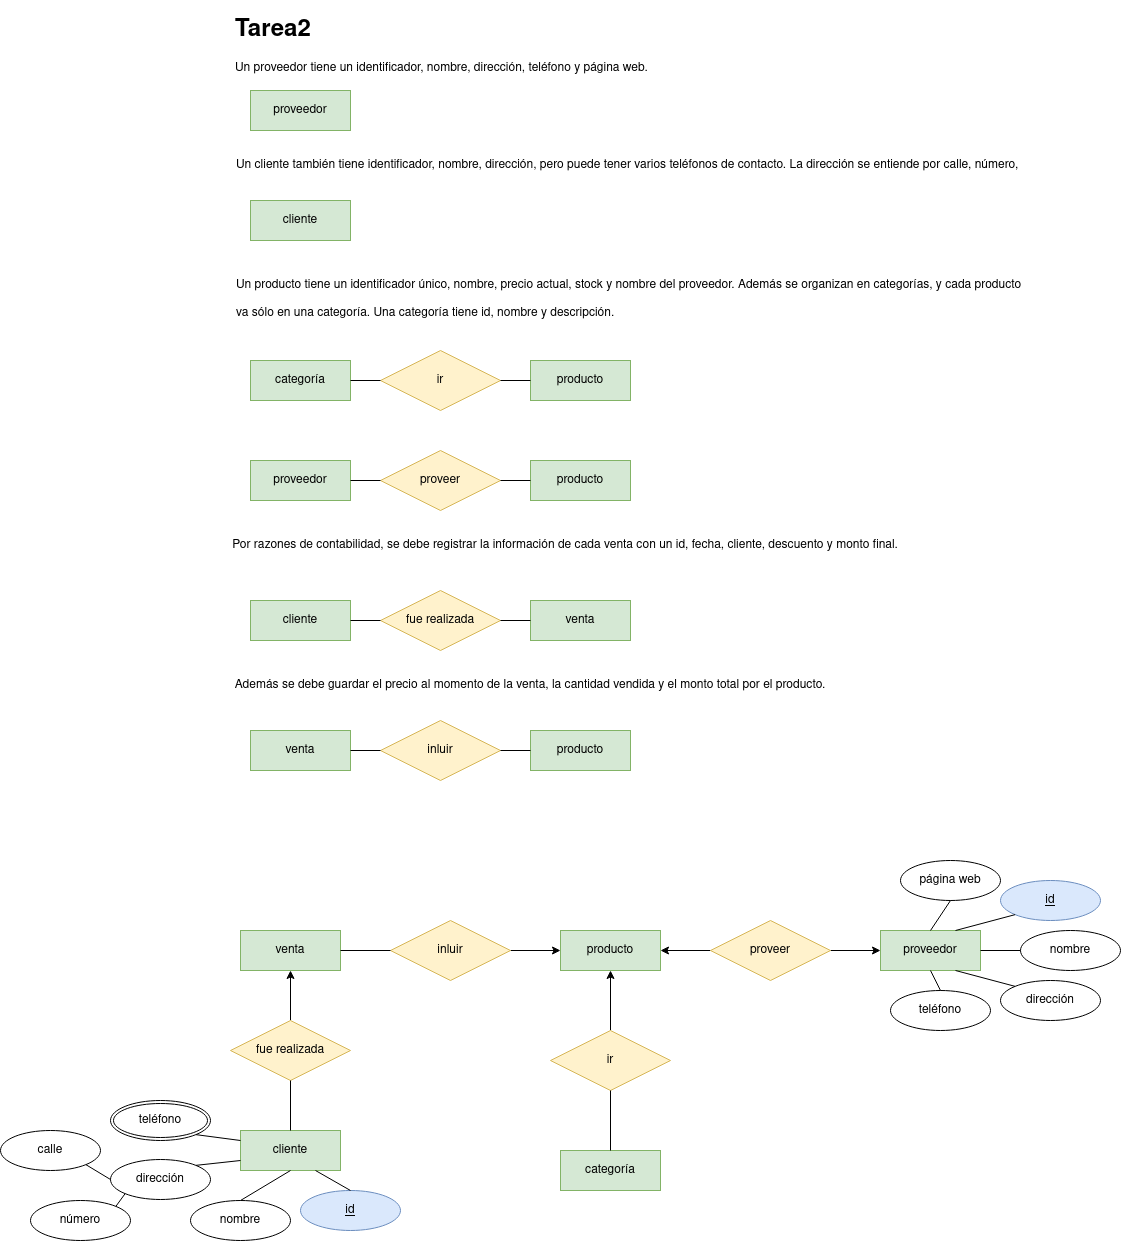 Tarea2
Un proveedor tiene un identificador, nombre, dirección, teléfono y página web.
proveedor
Un cliente también tiene identificador, nombre, dirección, pero puede tener varios teléfonos de contacto. La dirección se entiende por calle, número,
cliente
Un producto tiene un identificador único, nombre, precio actual, stock y nombre del proveedor. Además se organizan en categorías, y cada producto
va sólo en una categoría. Una categoría tiene id, nombre y descripción.
categoría
ir
producto
proveedor
proveer
producto
Por razones de contabilidad, se debe registrar la información de cada venta con un id, fecha, cliente, descuento y monto final.
cliente
fue realizada
venta
Además se debe guardar el precio al momento de la venta, la cantidad vendida y el monto total por el producto.
venta
inluir
producto
página web
id
venta
inluir
producto
proveer
proveedor
nombre
dirección
teléfono
fue realizada
ir
teléfono
calle
cliente
dirección
categoría
número
nombre
id